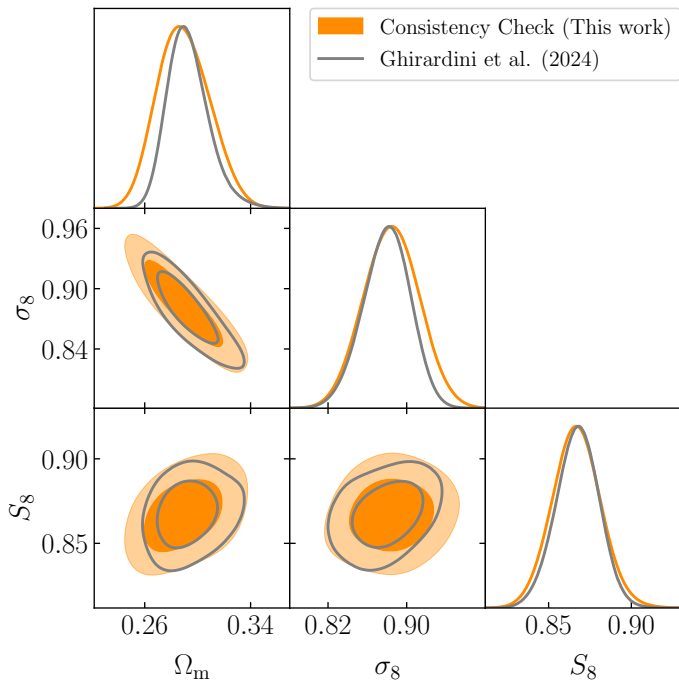 Consistency Check (This work)
Ghirardini et al. (2024)
0.96
0.90
0.84
σ₈
0.90
0.85
S₈
0.26 0.34 0.82 0.90 0.85 0.90
Ωₘ σ₈ S₈